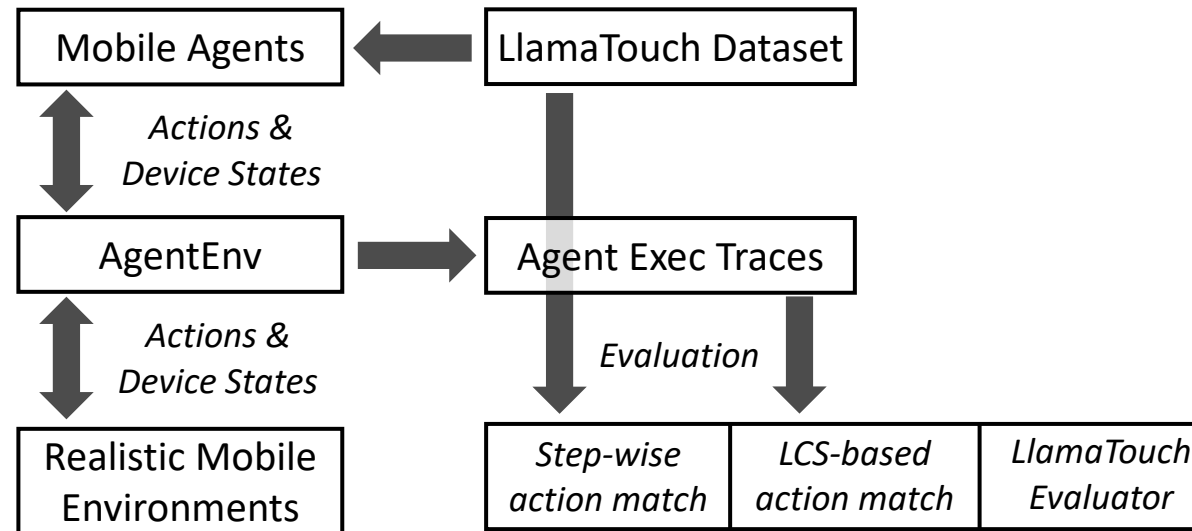 Mobile Agents
LlamaTouch Dataset
Actions &
Device States
AgentEnv
Agent Exec Traces
Actions &
Device States
Evaluation
Realistic Mobile
Environments
Step-wise
action match
LCS-based
action match
LlamaTouch
Evaluator